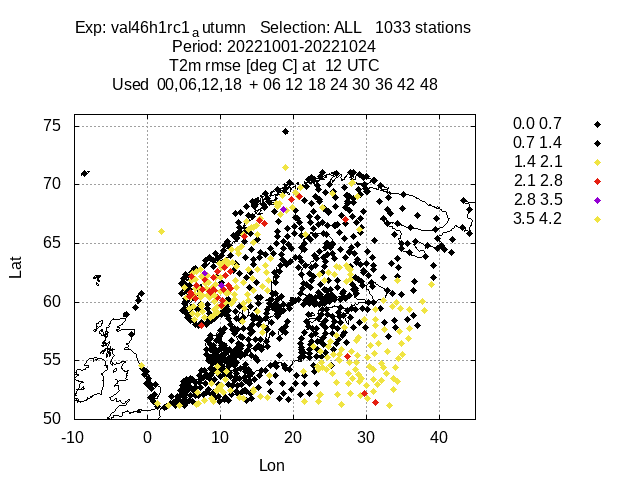 Exp: val46h1rc1a utumn Selection: ALL 1033 stations
Period: 20221001-20221024
T2m rmse [deg C] at 12 UTC
Used 00,06,12,18 + 06 12 18 24 30 36 42 48
0.0 0.7
0.7 1.4
1.4 2.1
2.1 2.8
2.8 3.5
3.5 4.2
75
70
65
60
55
50
Lat
-10 0 10 20 30 40
Lon